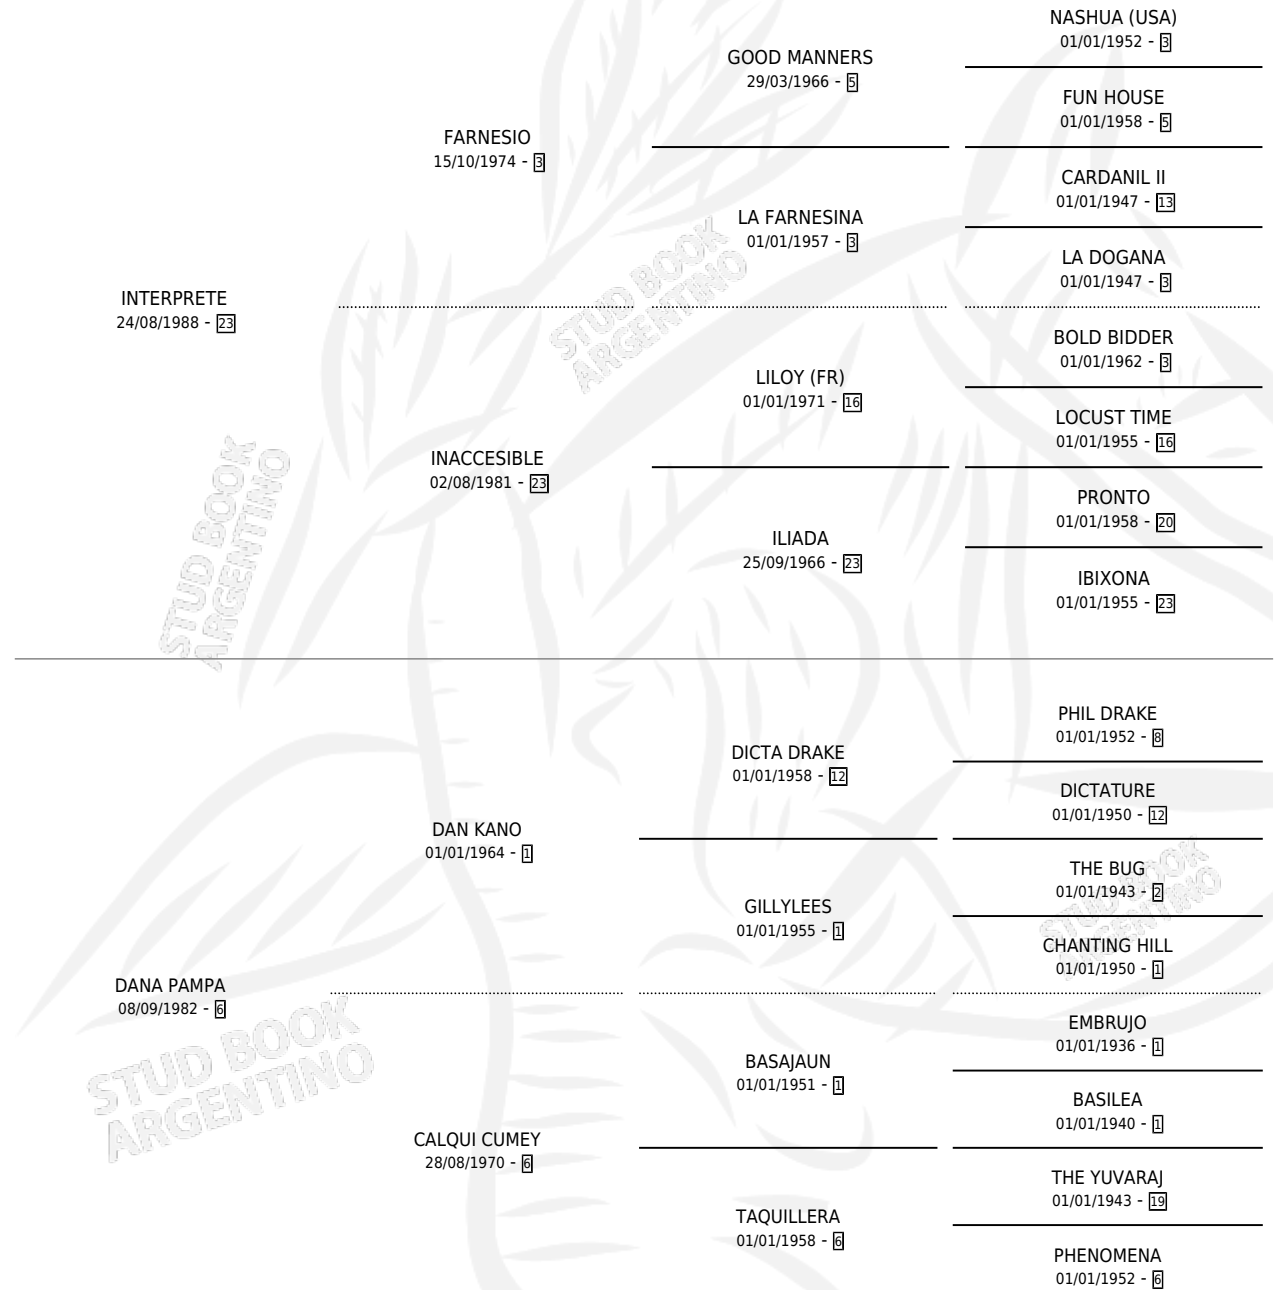 NASHUA (USA)
01/01/1952 - 3
GOOD MANNERS
29/03/1966 - 5
FUN HOUSE
01/01/1958 - 5
FARNESIO
15/10/1974 - 3
CARDANIL II
01/01/1947 - 13
LA FARNESINA
01/01/1957 - 3
LA DOGANA
01/01/1947 - 3
INTERPRETE
24/08/1988 - 23
BOLD BIDDER
01/01/1962 - 3
LILOY (FR)
01/01/1971 - 16
LOCUST TIME
01/01/1955 - 16
INACCESIBLE
02/08/1981 - 23
PRONTO
01/01/1958 - 20
ILIADA
25/09/1966 - 23
IBIXONA
01/01/1955 - 23
PHIL DRAKE
01/01/1952 - 8
DICTA DRAKE
01/01/1958 - 12
DICTATURE
01/01/1950 - 12
DAN KANO
01/01/1964 - 1
THE BUG
01/01/1943 - 2
GILLYLEES
01/01/1955 - 1
CHANTING HILL
01/01/1950 - 1
DANA PAMPA
08/09/1982 - 6
EMBRUJO
01/01/1936 - 1
BASAJAUN
01/01/1951 - 1
BASILEA
01/01/1940 - 1
CALQUI CUMEY
28/08/1970 - 6
THE YUVARAJ
01/01/1943 - 19
TAQUILLERA
01/01/1958 - 6
PHENOMENA
01/01/1952 - 6
STUD BOOK
ARGENTINO
STUD BOOK
ARGENTINO
STUD BOOK
ARGENTINO
STUD BOOK
ARGENTINO